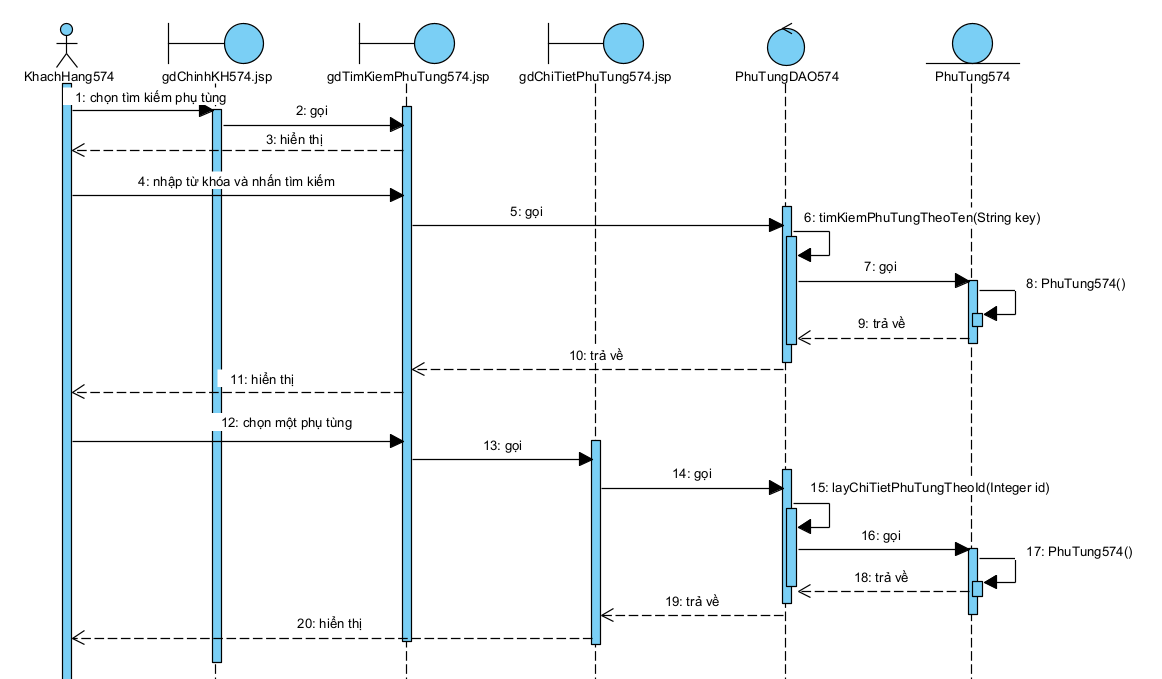 KhachHang574
gdChinhKH574.jsp
gdTimKiemPhuTung574.jsp
gdChiTietPhuTung574.jsp
PhuTungDAO574
PhuTung574
1: chọn tìm kiếm phụ tùng
2: gọi
3: hiển thị
4: nhập từ khóa và nhấn tìm kiếm
5: gọi
6: timKiemPhuTungTheoTen(String key)
7: gọi
8: PhuTung574()
9: trả về
10: trả về
11: hiển thị
12: chọn một phụ tùng
13: gọi
14: gọi
15: layChiTietPhuTungTheoId(Integer id)
16: gọi
17: PhuTung574()
18: trả về
19: trả về
20: hiển thị